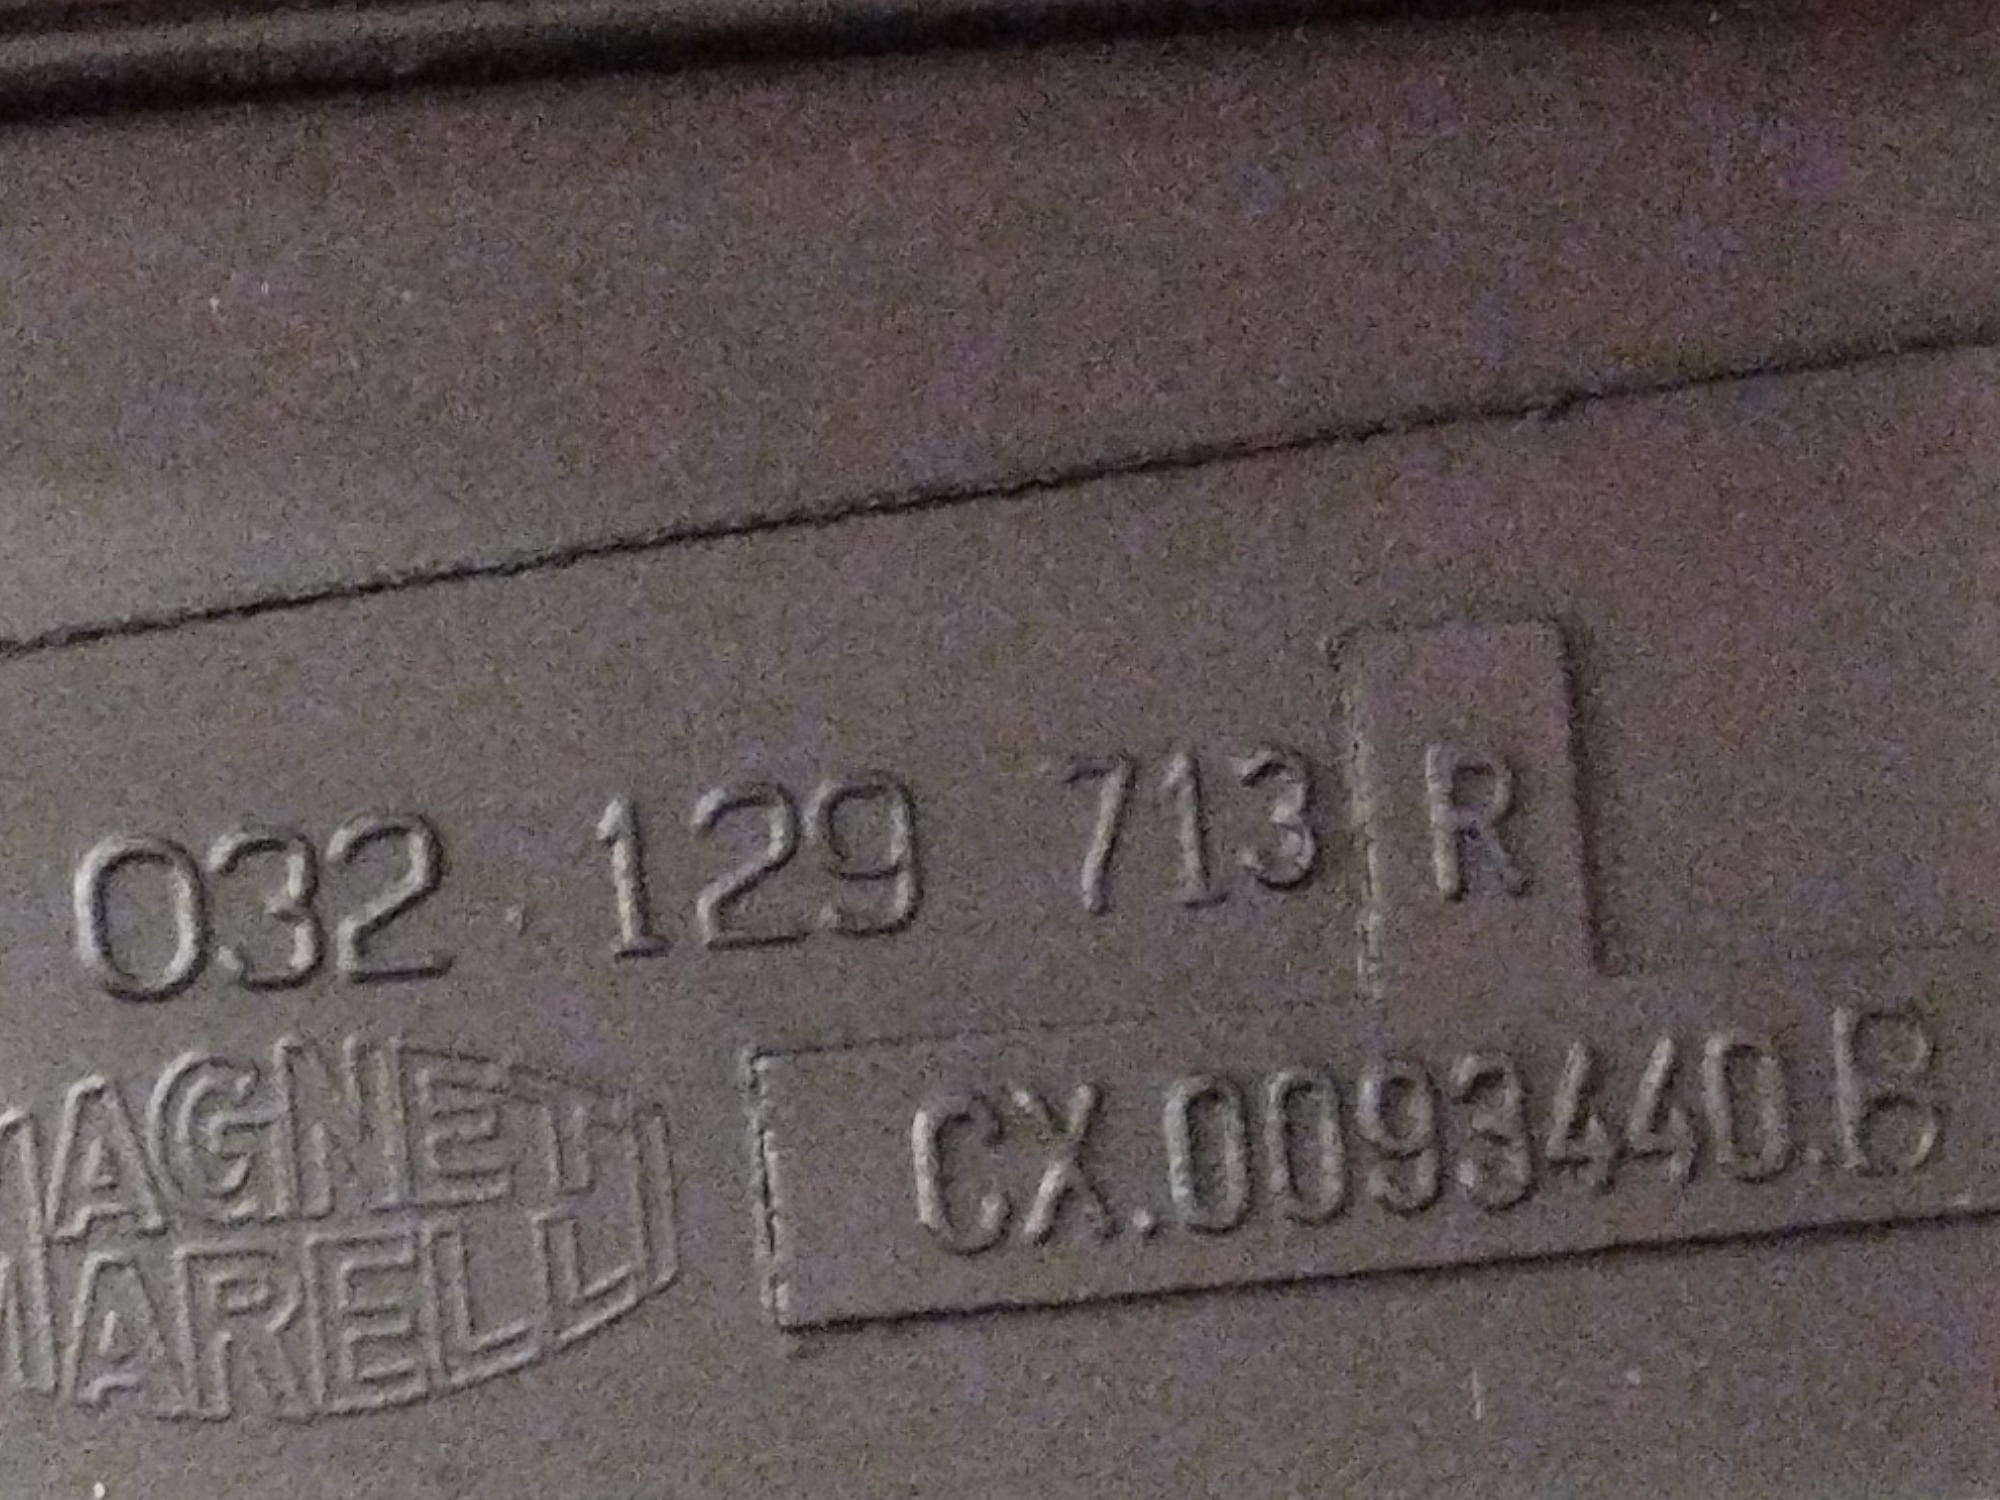 032 129 713 R
MAGNETI
MARELLI
CX.0093440.B